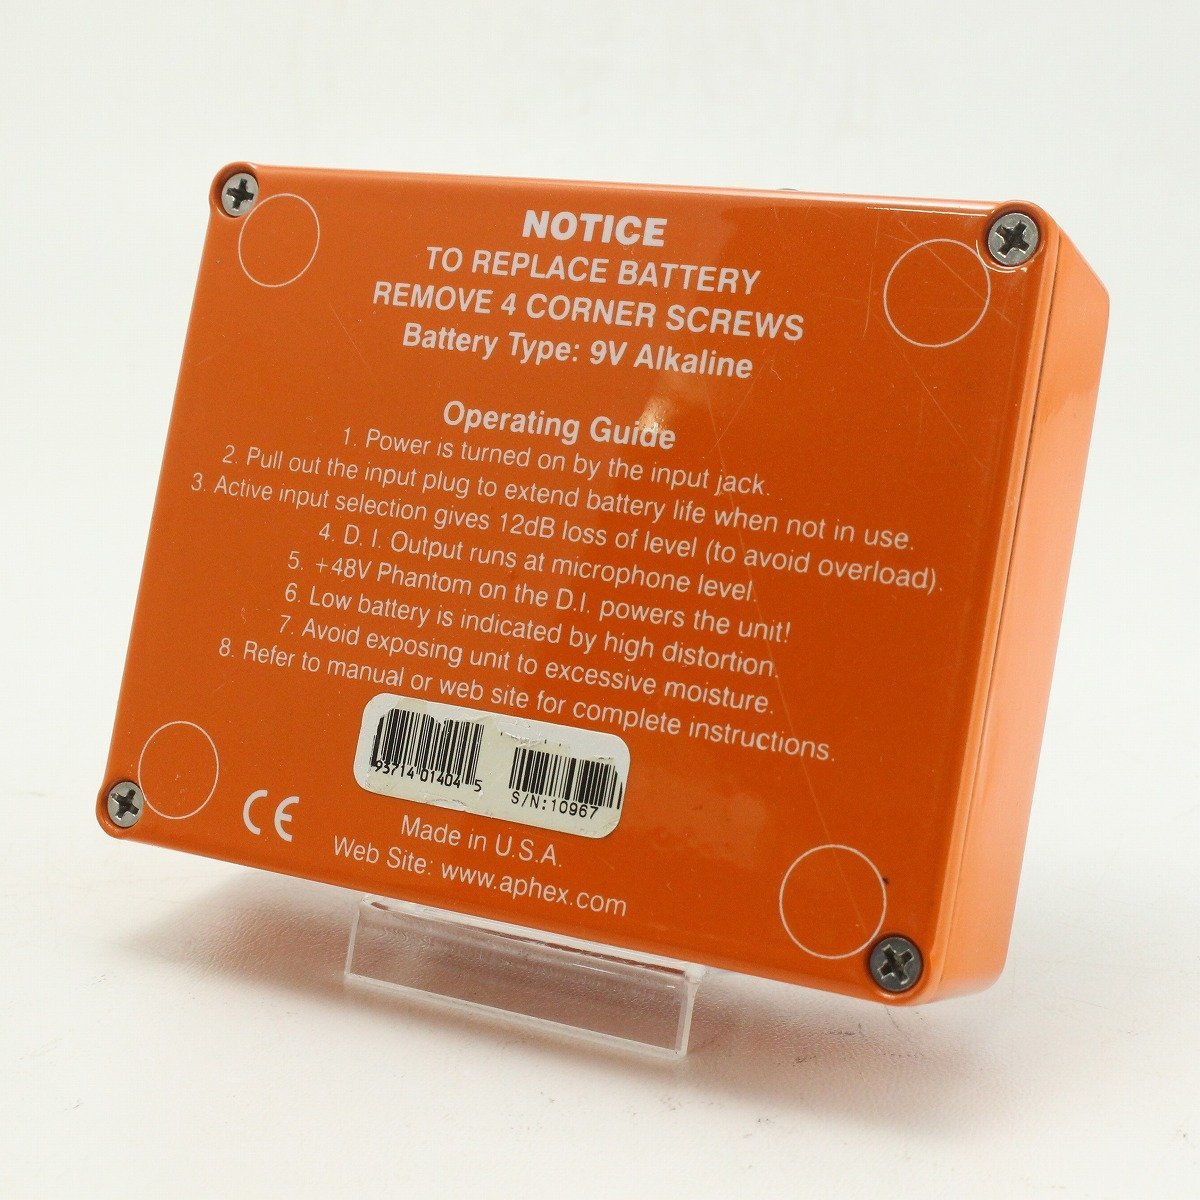 NOTICE
TO REPLACE BATTERY
REMOVE 4 CORNER SCREWS
Battery Type: 9V Alkaline
Operating Guide
1. Power is turned on by the input jack.
2. Pull out the input plug to extend battery life when not in use.
3. Active input selection gives 12dB loss of level (to avoid overload).
4. D. I. Output runs at microphone level.
5. +48V Phantom on the D.I. powers the unit!
6. Low battery is indicated by high distortion.
7. Avoid exposing unit to excessive moisture.
8. Refer to manual or web site for complete instructions.
93714 01404 5
S/N:10967
CE
Made in U.S.A.
Web Site: www.aphex.com